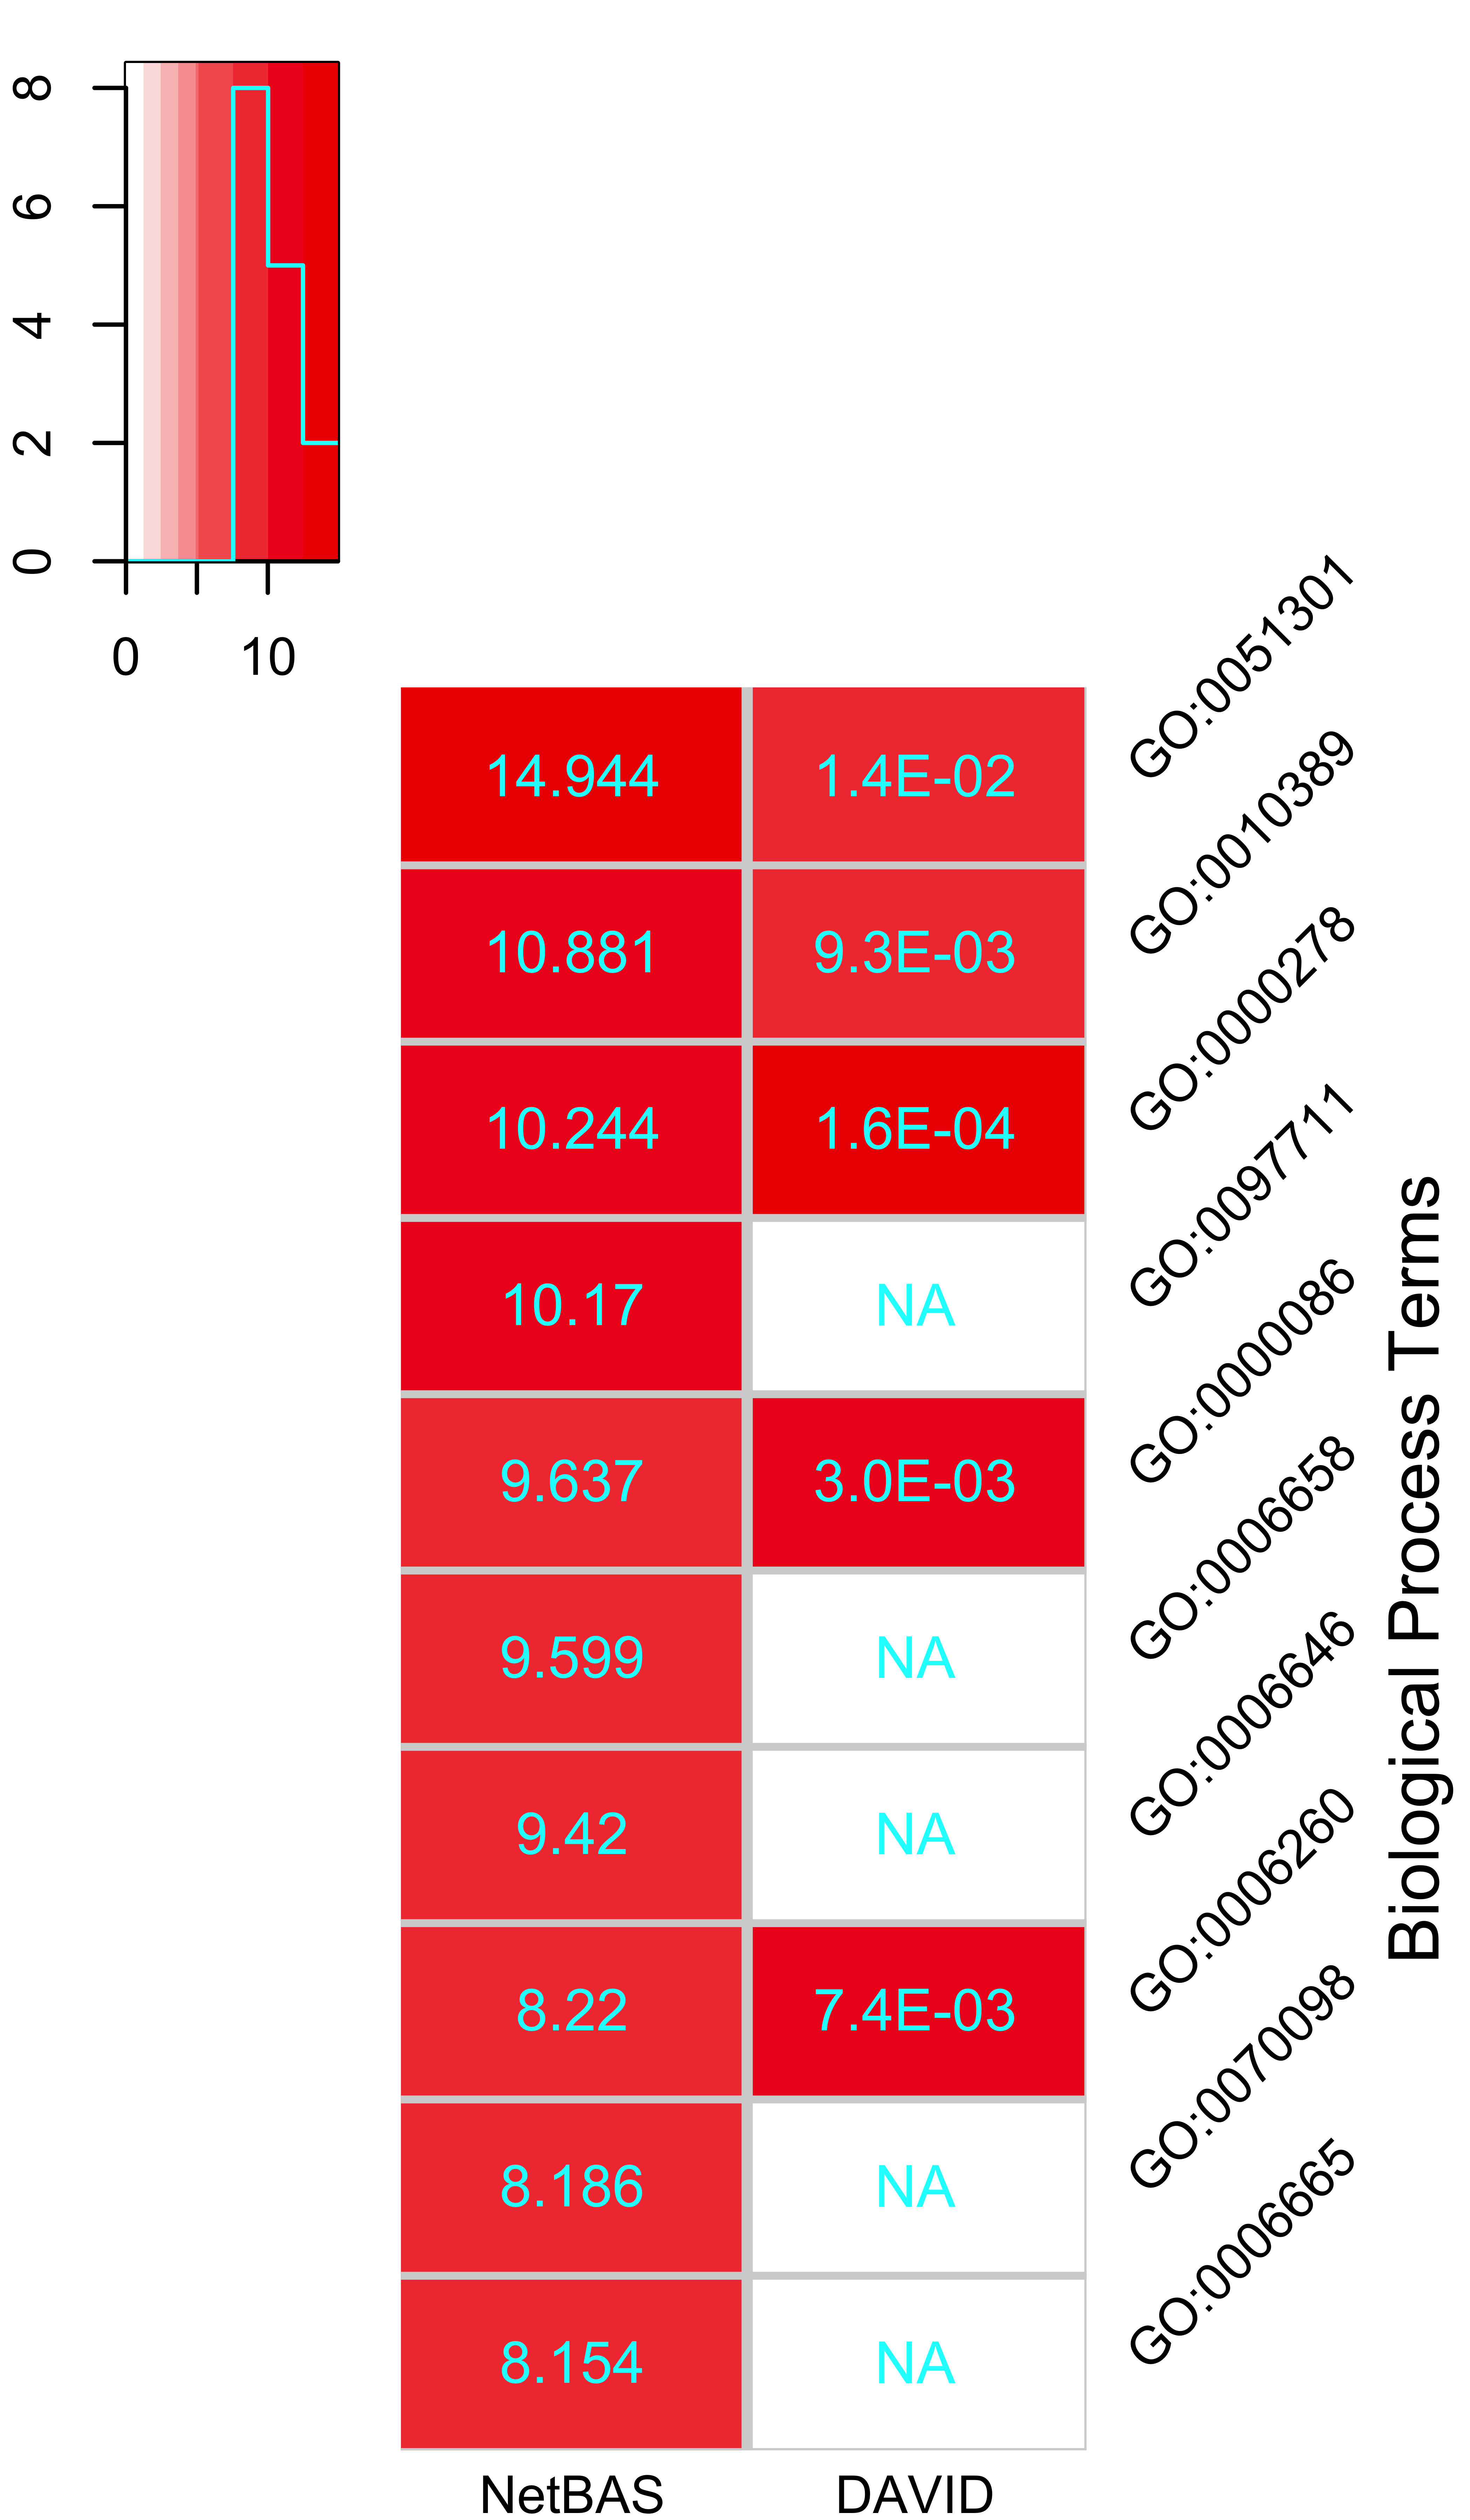 8
6
4
2
0
0 10
14.944 1.4E-02 GO:0051301
10.881 9.3E-03 GO:0010389
10.244 1.6E-04 GO:0000278
10.17 NA GO:0097711
9.637 3.0E-03 GO:0000086
9.599 NA GO:0006658
9.42 NA GO:0006646
8.22 7.4E-03 GO:0006260
8.186 NA GO:0070098
8.154 NA GO:0006665
Biological Process Terms
NetBAS DAVID